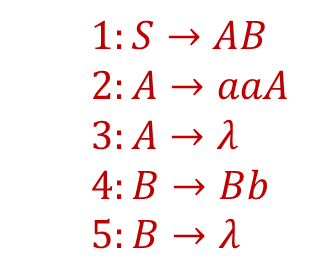 1: S → AB
2: A → aaA
3: A → λ
4: B → Bb
5: B → λ